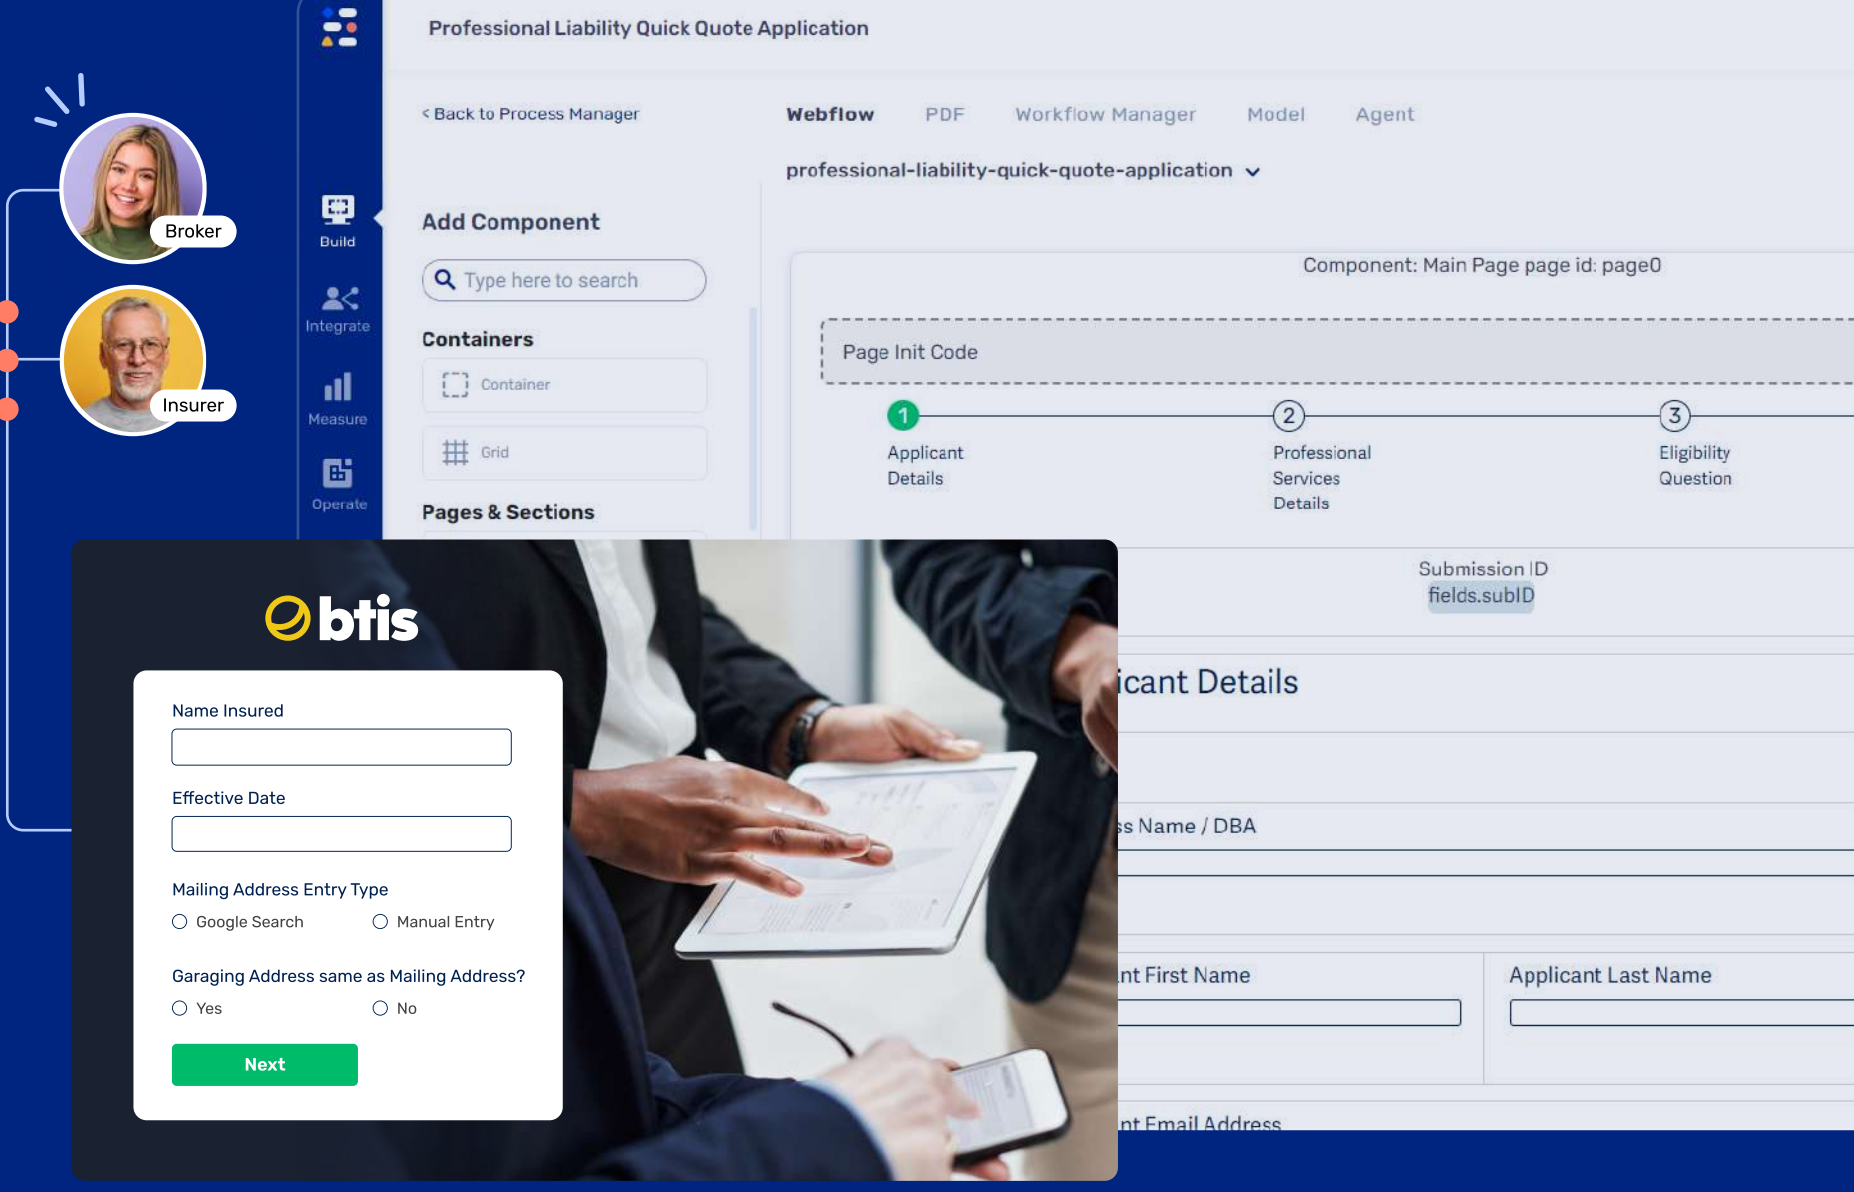 Professional Liability Quick Quote Application
< Back to Process Manager
Webflow PDF Workflow Manager Model Agent
professional-liability-quick-quote-application
Broker
Insurer
Build
Integrate
Measure
Operate
Add Component
Type here to search
Containers
Container
Grid
Pages & Sections
Component: Main Page page id: page0
Page Init Code
1
Applicant
Details
2
Professional
Services
Details
3
Eligibility
Question
Submission ID
fields.subID
icant Details
ss Name / DBA
nt First Name
Applicant Last Name
nt Email Address
btis
Name Insured
Effective Date
Mailing Address Entry Type
Google Search Manual Entry
Garaging Address same as Mailing Address?
Yes No
Next